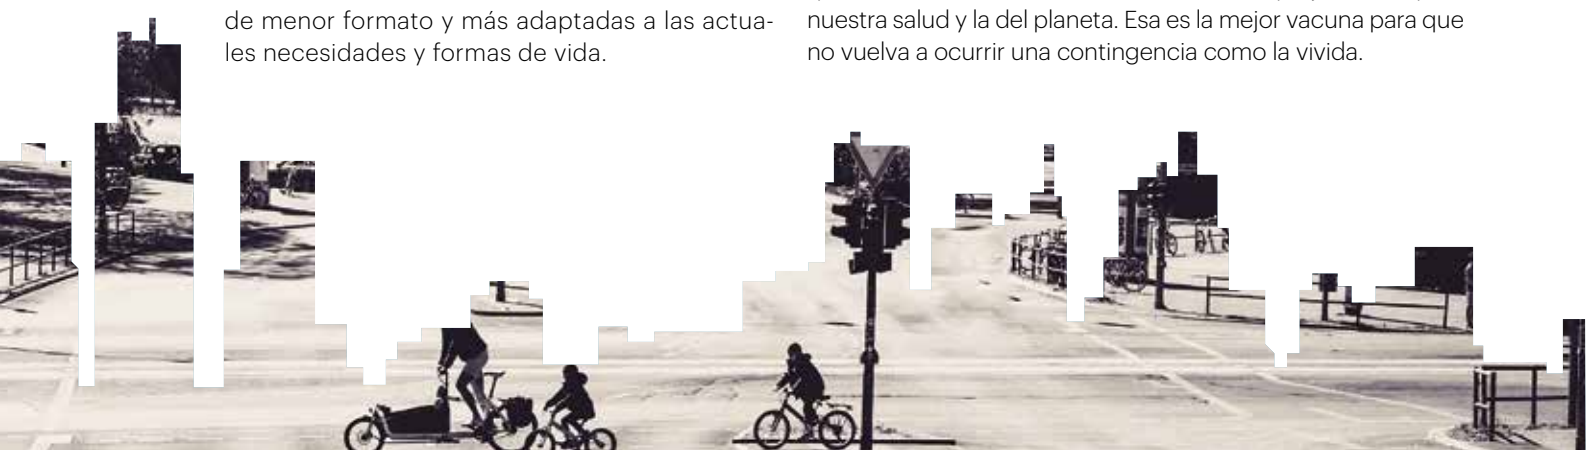 de menor formato y más adaptadas a las actua-
les necesidades y formas de vida.
nuestra salud y la del planeta. Esa es la mejor vacuna para que
no vuelva a ocurrir una contingencia como la vivida.